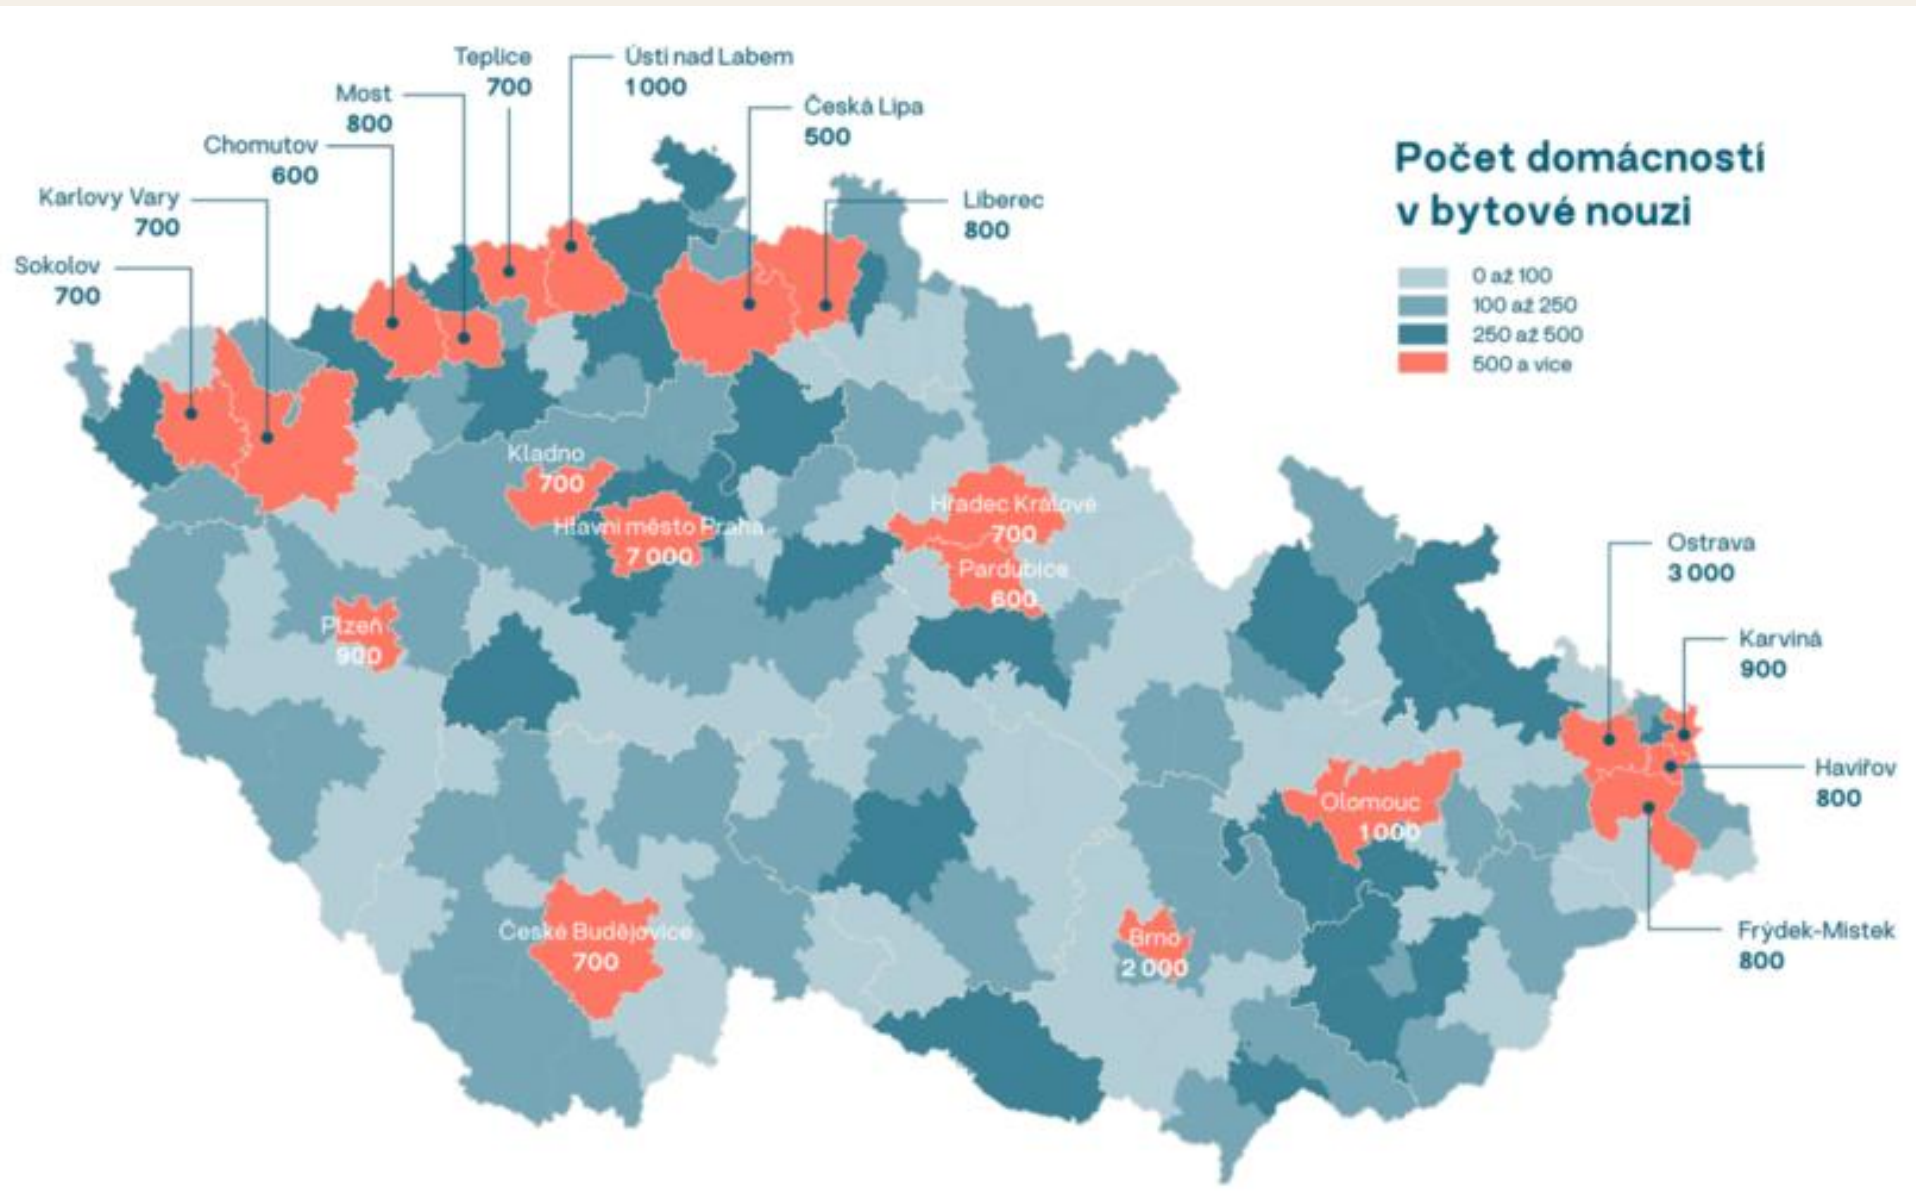 Teplice
700
Ústí nad Labem
1 000
Most
800
Česká Lípa
500
Chomutov
600
Karlovy Vary
700
Liberec
800
Sokolov
700
Počet domácností
v bytové nouzi
0 až 100
100 až 250
250 až 500
500 a více
Kladno
700
Hlavní město Praha
7 000
Hradec Králové
700
Pardubice
600
Plzeň
900
Ostrava
3 000
Karviná
900
Havířov
800
Olomouc
1 000
České Budějovice
700
Brno
2 000
Frýdek-Místek
800